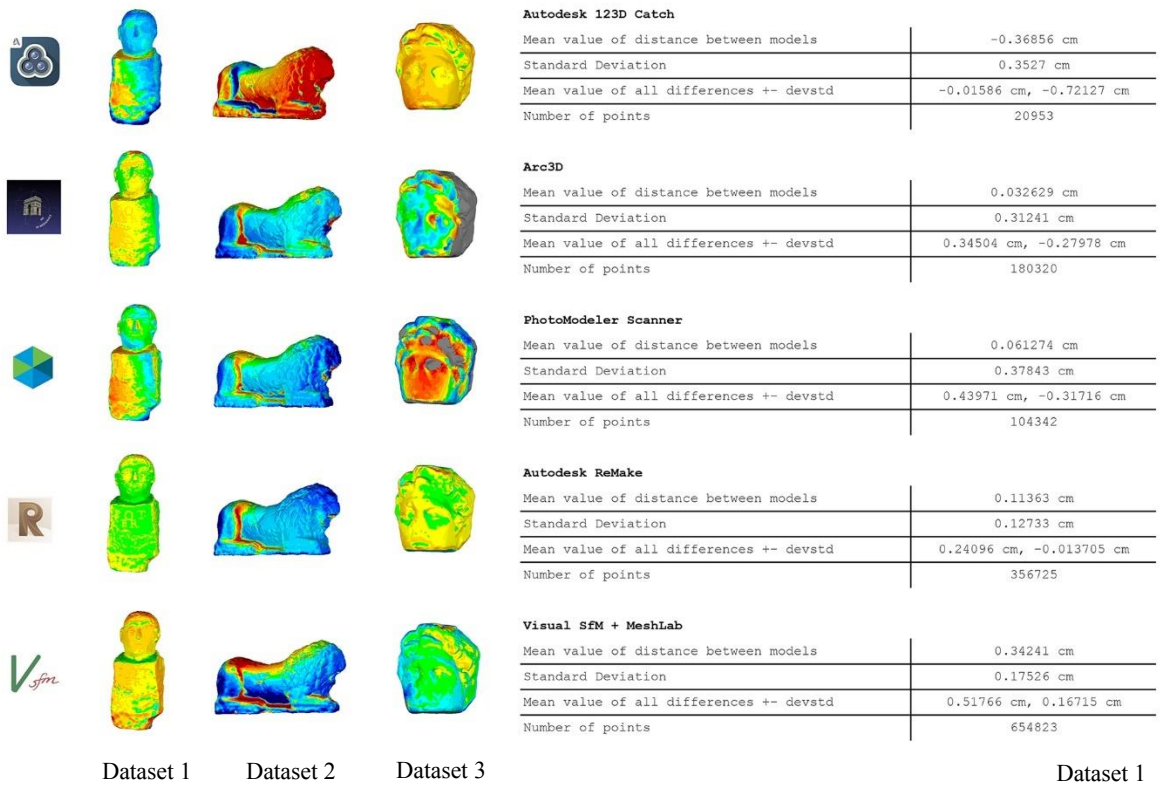 Autodesk 123D Catch
Mean value of distance between models -0.36856 cm
Standard Deviation 0.3527 cm
Mean value of all differences +- devstd -0.01586 cm, -0.72127 cm
Number of points 20953
Arc3D
Mean value of distance between models 0.032629 cm
Standard Deviation 0.31241 cm
Mean value of all differences +- devstd 0.34504 cm, -0.27978 cm
Number of points 180320
PhotoModeler Scanner
Mean value of distance between models 0.061274 cm
Standard Deviation 0.37843 cm
Mean value of all differences +- devstd 0.43971 cm, -0.31716 cm
Number of points 104342
R
Autodesk ReMake
Mean value of distance between models 0.11363 cm
Standard Deviation 0.12733 cm
Mean value of all differences +- devstd 0.24096 cm, -0.013705 cm
Number of points 356725
Vsfm
Visual SfM + MeshLab
Mean value of distance between models 0.34241 cm
Standard Deviation 0.17526 cm
Mean value of all differences +- devstd 0.51766 cm, 0.16715 cm
Number of points 654823
Dataset 1 Dataset 2 Dataset 3 Dataset 1